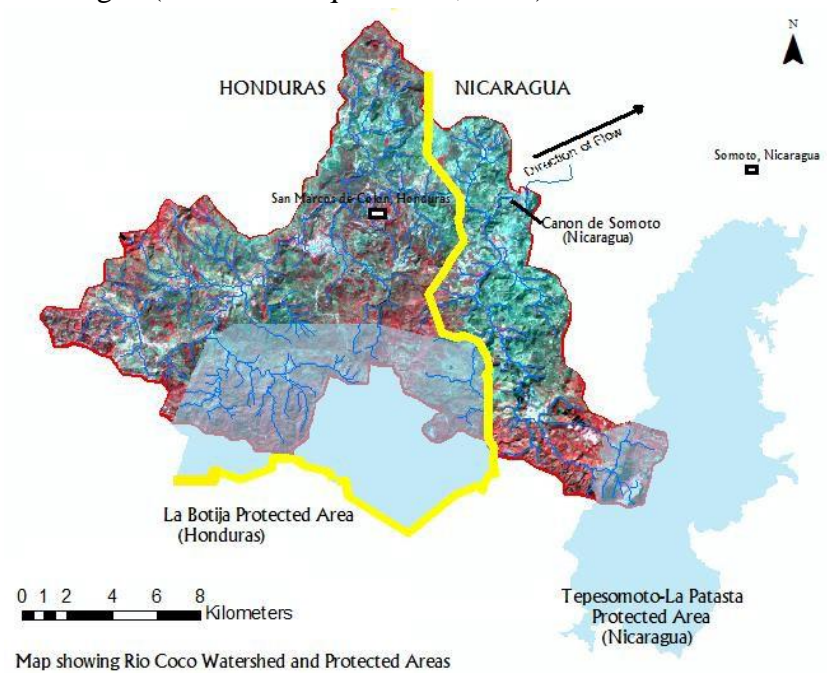 N
HONDURAS
NICARAGUA
Direction of Flow
Somoto, Nicaragua
San Marcos de Colon, Honduras
Canon de Somoto
(Nicaragua)
La Botija Protected Area
(Honduras)
0 1 2 4 6 8
Kilometers
Tepesomoto-La Patasta
Protected Area
(Nicaragua)
Map showing Rio Coco Watershed and Protected Areas